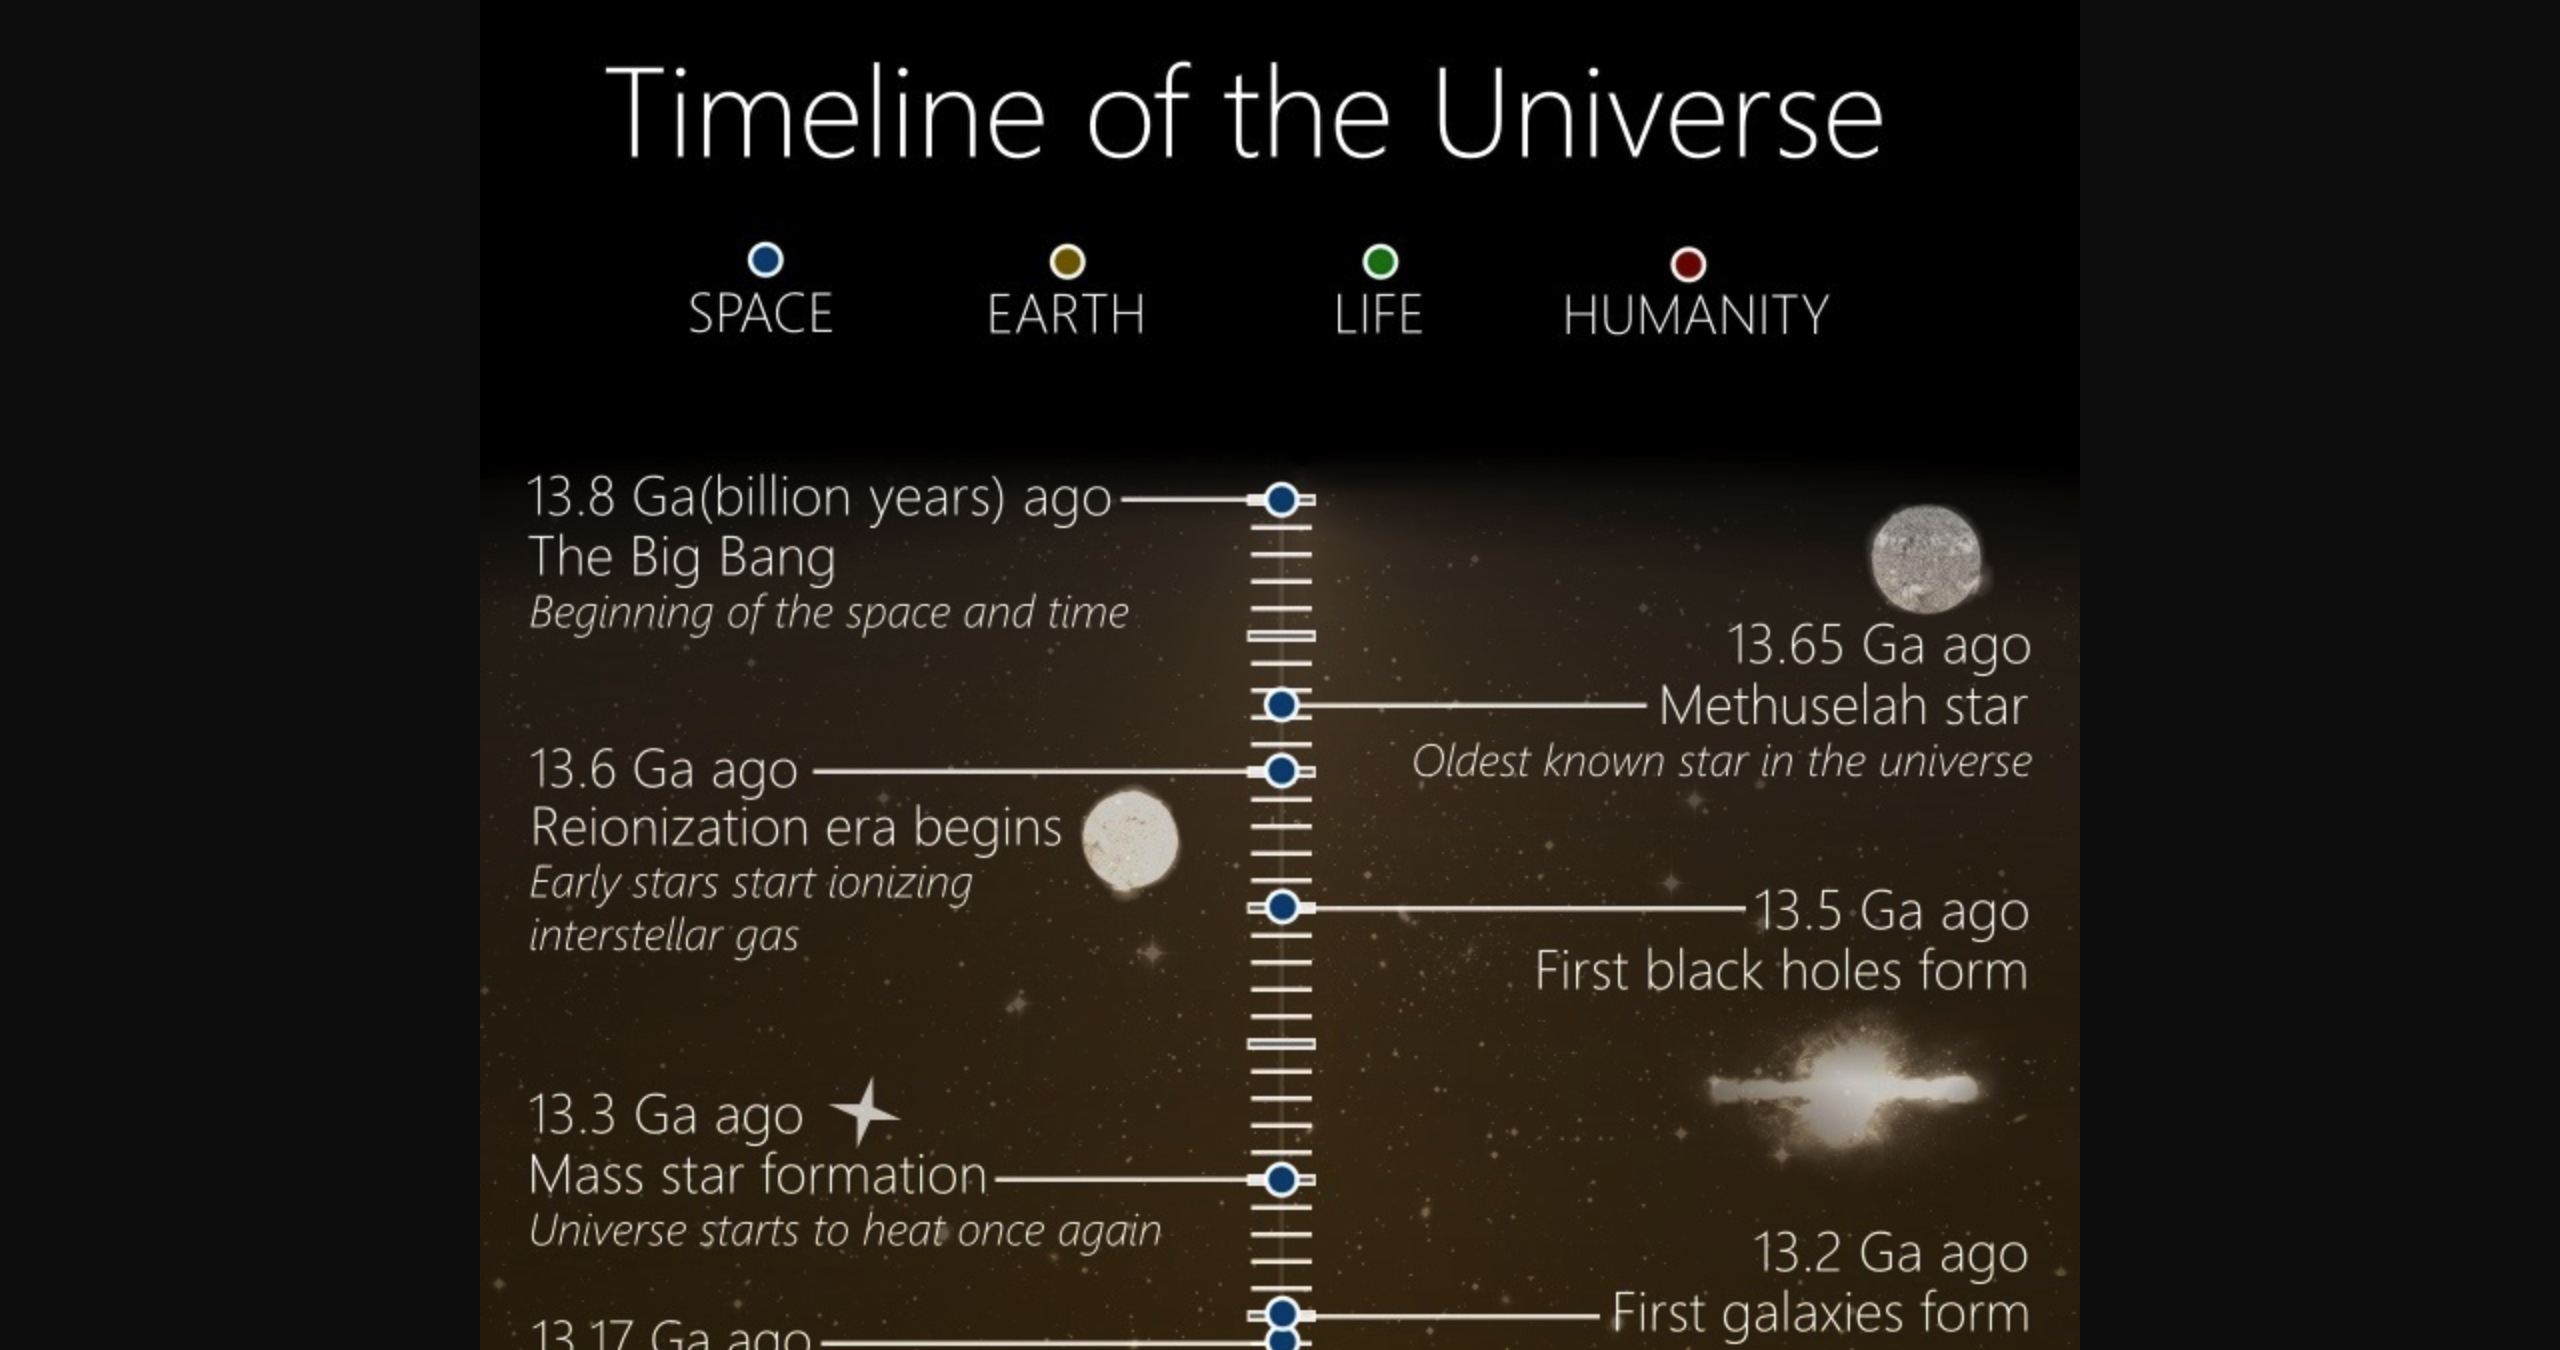 Timeline of the Universe
SPACE
EARTH
LIFE
HUMANITY
13.8 Ga(billion years) ago
The Big Bang
Beginning of the space and time
13.65 Ga ago
Methuselah star
Oldest known star in the universe
13.6 Ga ago
Reionization era begins
Early stars start ionizing
interstellar gas
13.5 Ga ago
First black holes form
13.3 Ga ago
Mass star formation
Universe starts to heat once again
13.2 Ga ago
First galaxies form
13.17 Ga ago